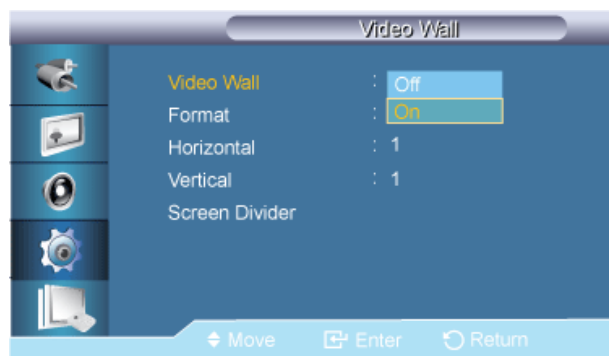 Video Wall
Video Wall : Off
Format : On
Horizontal : 1
Vertical : 1
Screen Divider
Move Enter Return